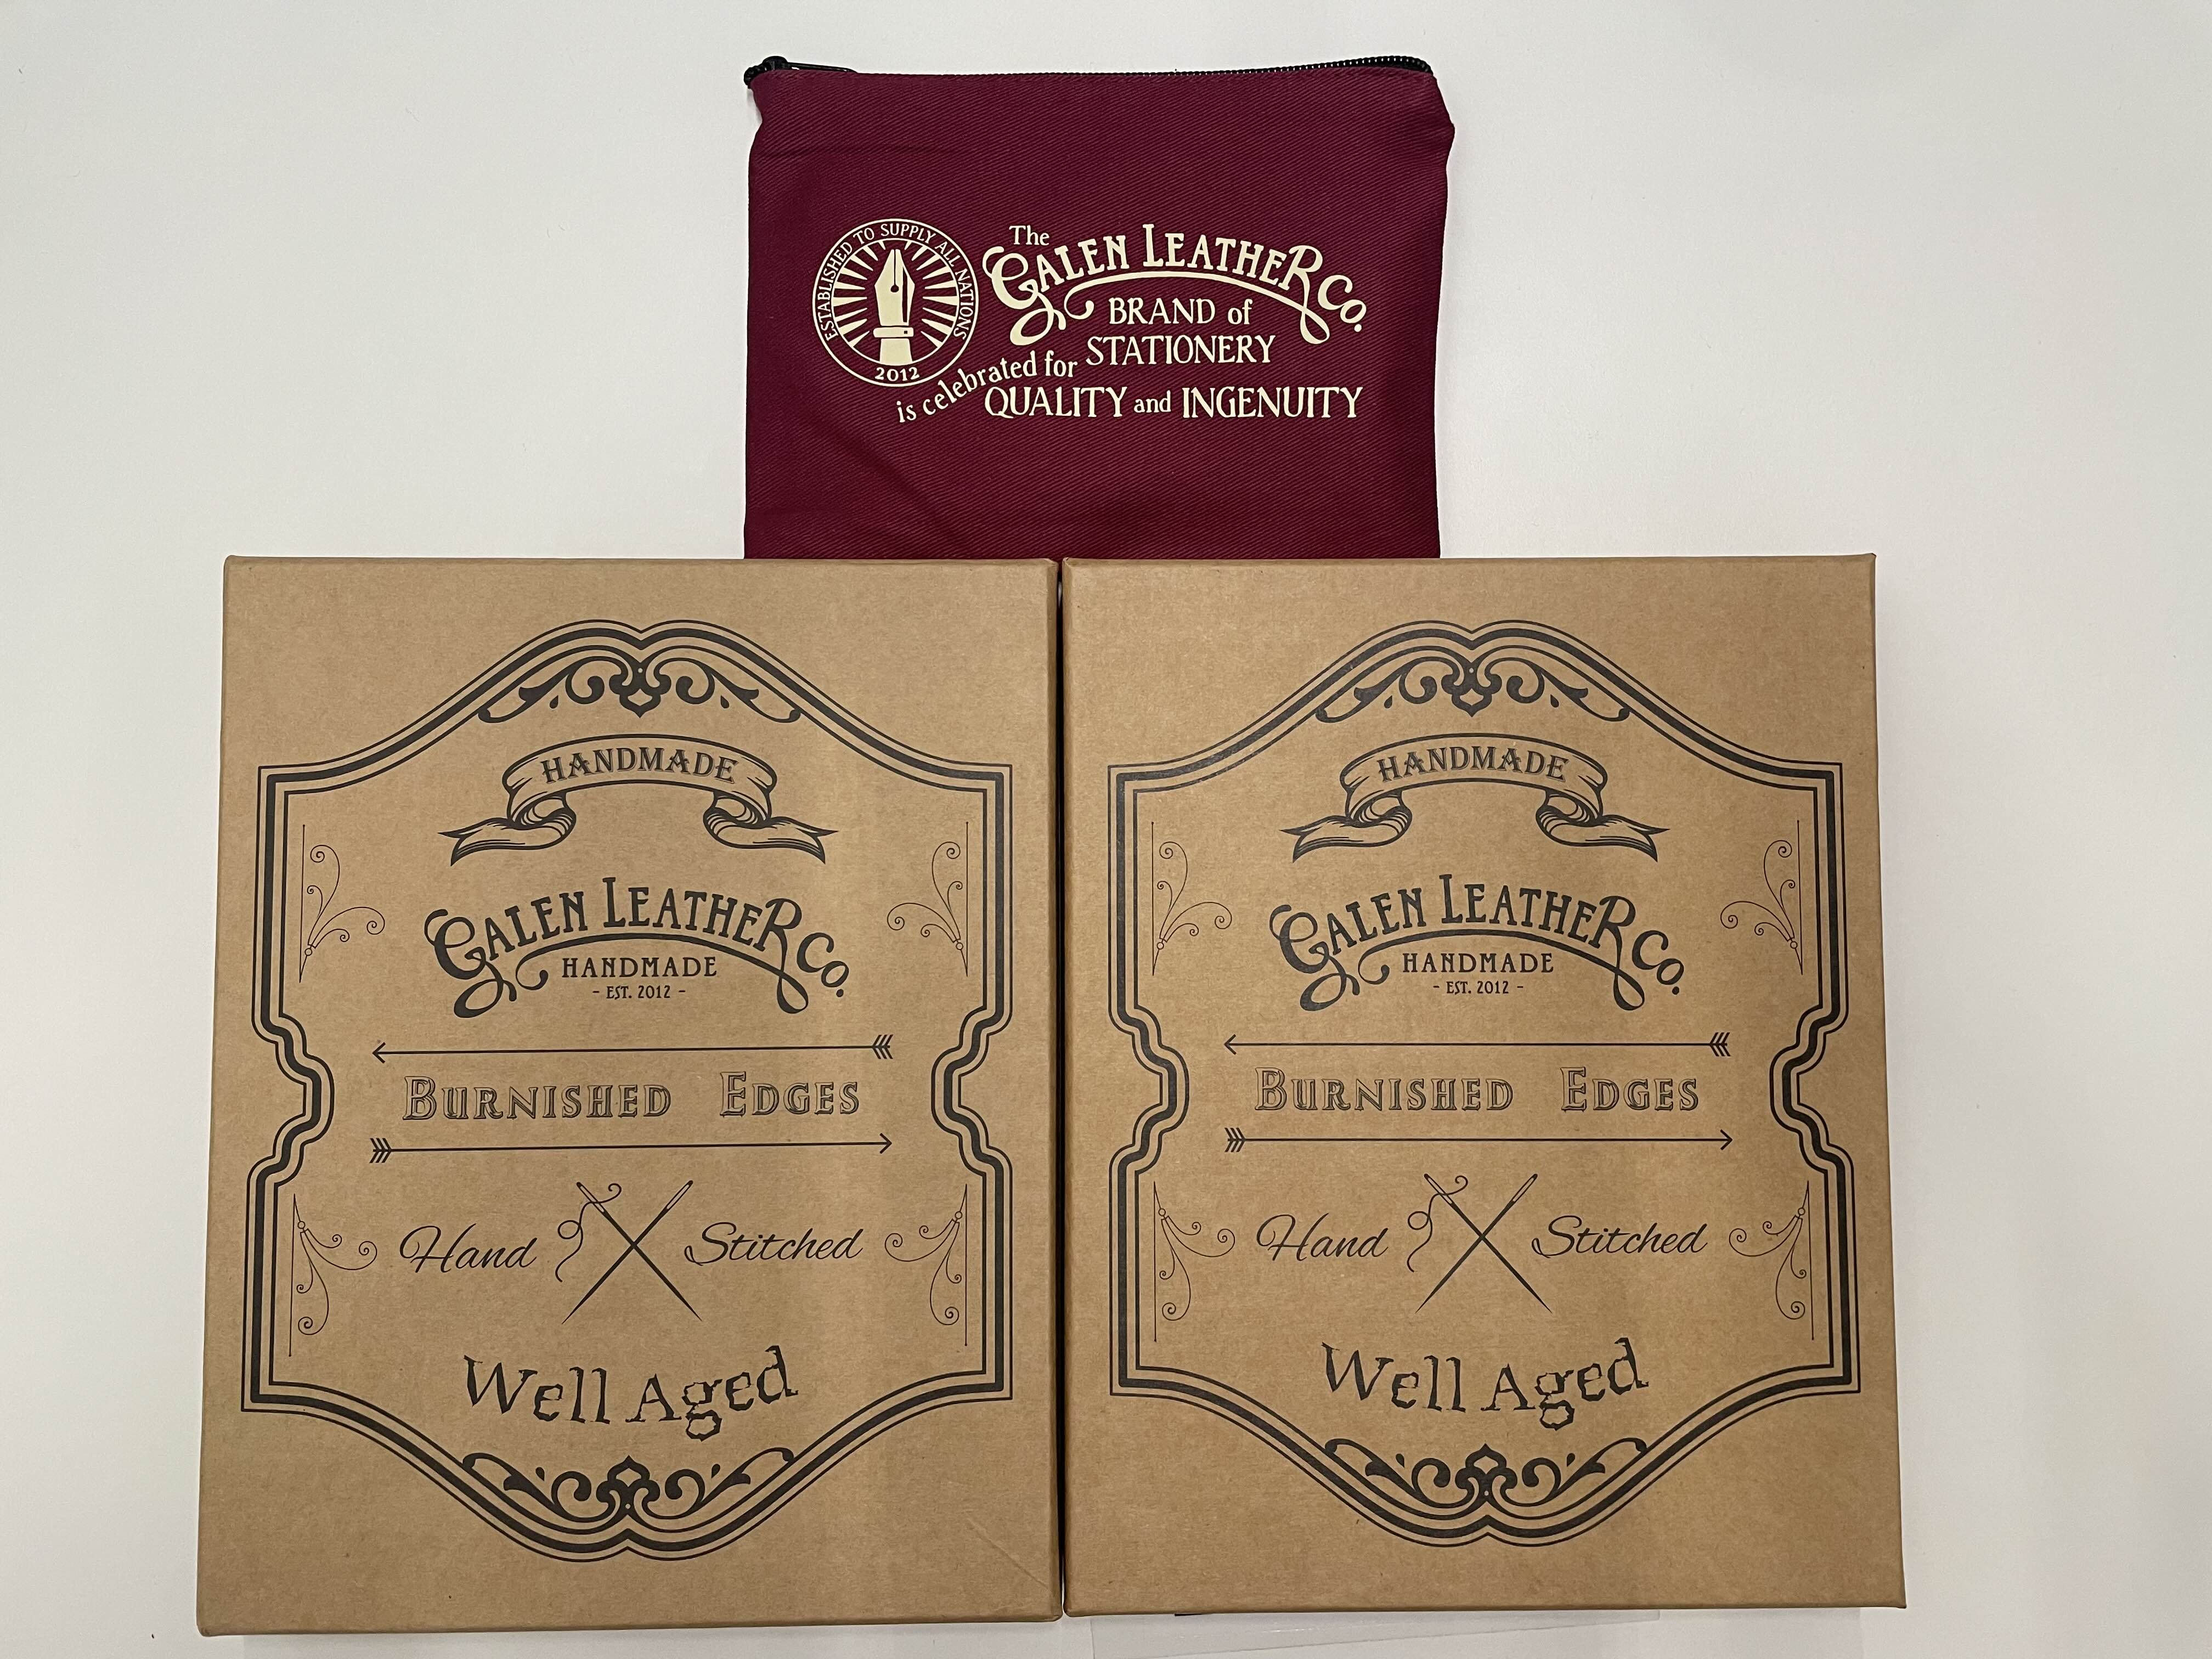 ESTABLISHED TO SUPPLY ALL NATIONS
2012
The
GALEN LEATHER Co.
BRAND of
STATIONERY
is celebrated for
QUALITY and INGENUITY
HANDMADE
GALEN LEATHER Co.
HANDMADE
- EST. 2012 -
BURNISHED EDGES
Hand Stitched
Well Aged
HANDMADE
GALEN LEATHER Co.
HANDMADE
- EST. 2012 -
BURNISHED EDGES
Hand Stitched
Well Aged